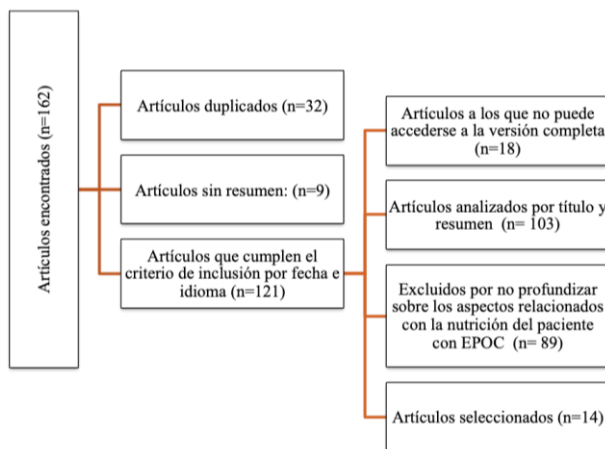 Artículos encontrados (n=162)
Artículos duplicados (n=32)
Artículos sin resumen: (n=9)
Artículos que cumplen el
criterio de inclusión por fecha e
idioma (n=121)
Artículos a los que no puede
accederse a la versión completa
(n=18)
Artículos analizados por título y
resumen (n= 103)
Excluidos por no profundizar
sobre los aspectos relacionados
con la nutrición del paciente
con EPOC (n= 89)
Artículos seleccionados (n=14)